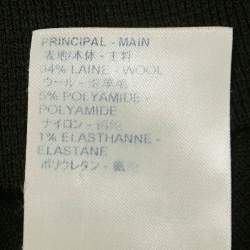 PRINCIPAL - MAIN
表地/本体 - 主料
94% LAINE - WOOL
ウール - 绵羊毛
5% POLYAMIDE -
POLYAMIDE
ナイロン - 锦纶
1% ELASTHANNE -
ELASTANE
ポリウレタン - 氨纶